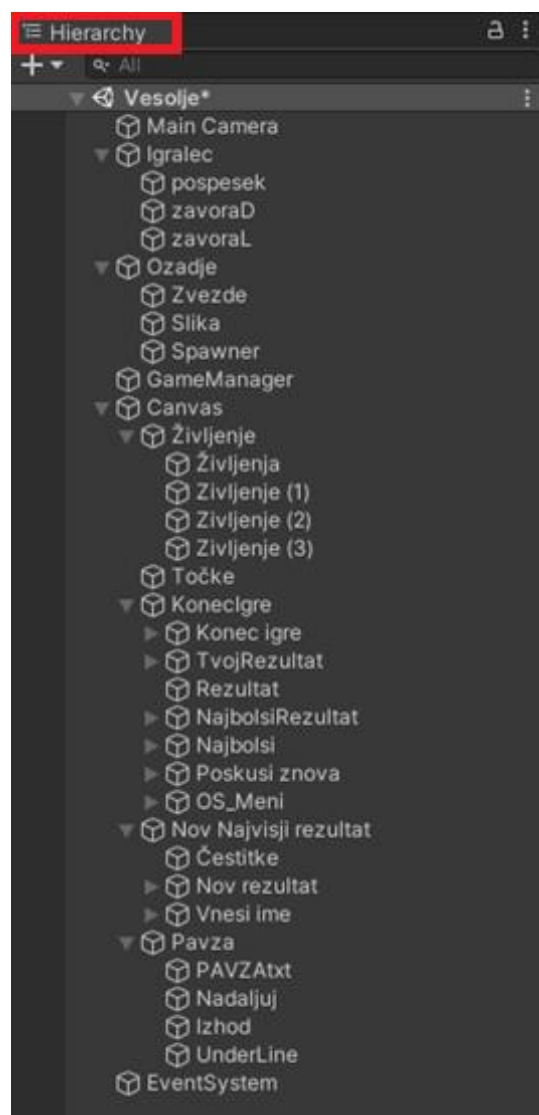 Hierarchy
All
Vesolje*
Main Camera
Igralec
pospesek
zavoraD
zavoraL
Ozadje
Zvezde
Slika
Spawner
GameManager
Canvas
Življenje
Življenja
Zivljenje (1)
Zivljenje (2)
Zivljenje (3)
Točke
KonecIgre
Konec igre
TvojRezultat
Rezultat
NajbolsiRezultat
Najbolsi
Poskusi znova
OS_Meni
Nov Najvisji rezultat
Čestitke
Nov rezultat
Vnesi ime
Pavza
PAVZAtxt
Nadaljuj
Izhod
UnderLine
EventSystem